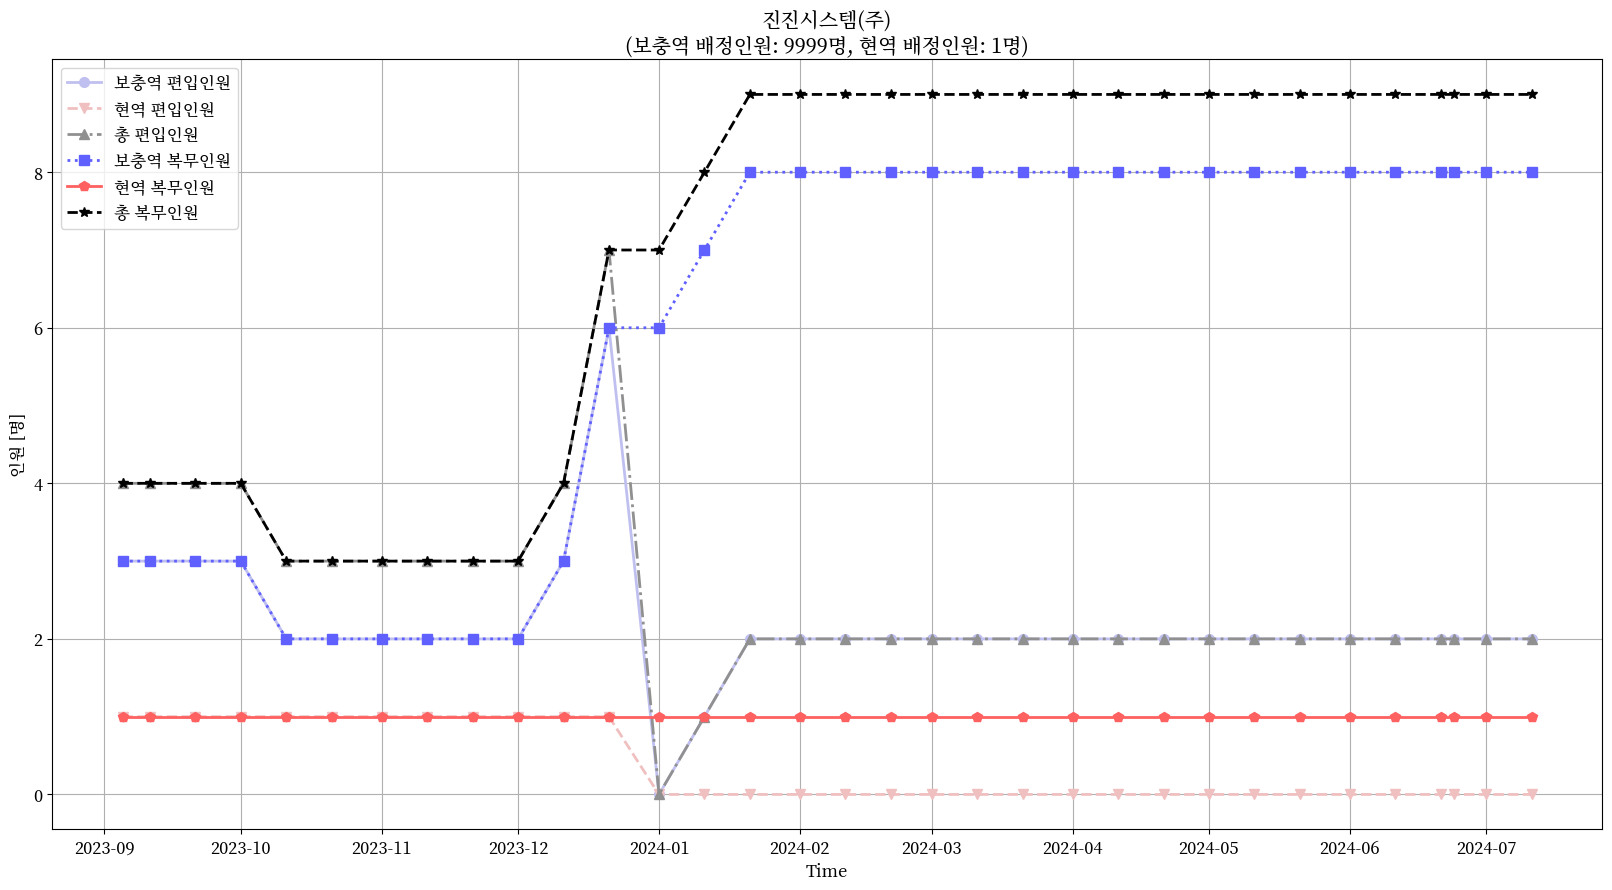 진진시스템(주)
(보충역 배정인원: 9999명, 현역 배정인원: 1명)
보충역 편입인원
현역 편입인원
총 편입인원
보충역 복무인원
현역 복무인원
총 복무인원
인원 [명]
8
6
4
2
0
2023-09 2023-10 2023-11 2023-12 2024-01 2024-02 2024-03 2024-04 2024-05 2024-06 2024-07
Time